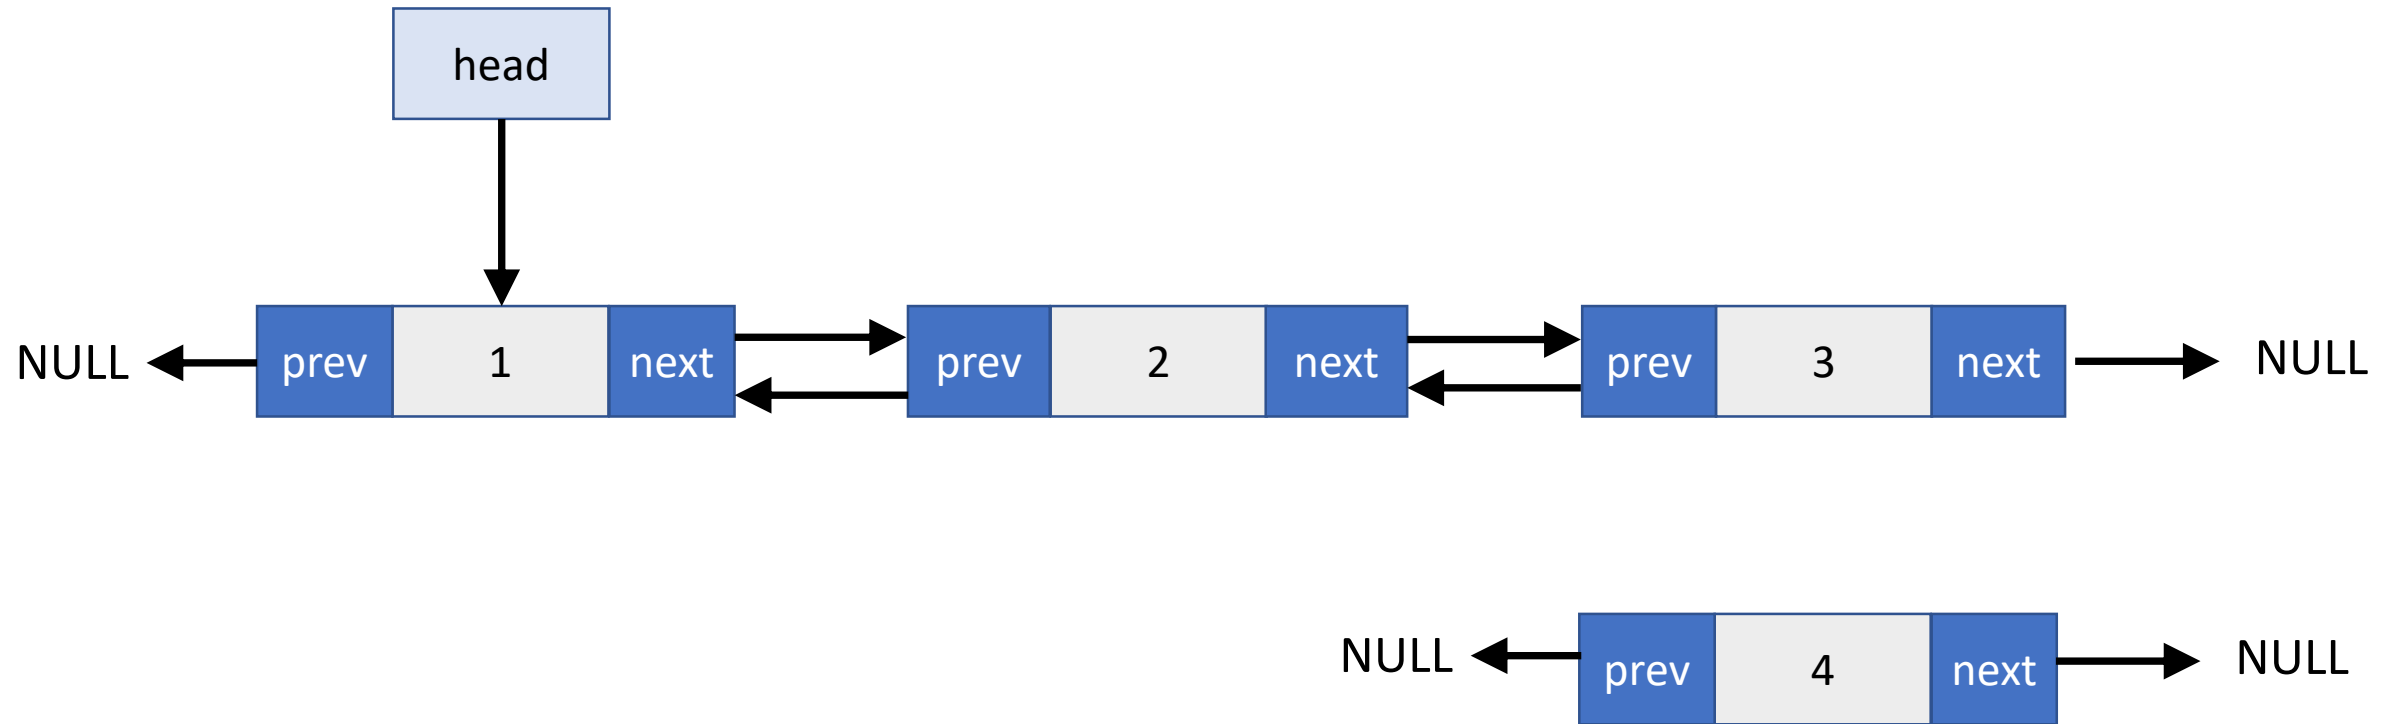 head
NULL prev 1 next prev 2 next prev 3 next NULL
NULL prev 4 next NULL